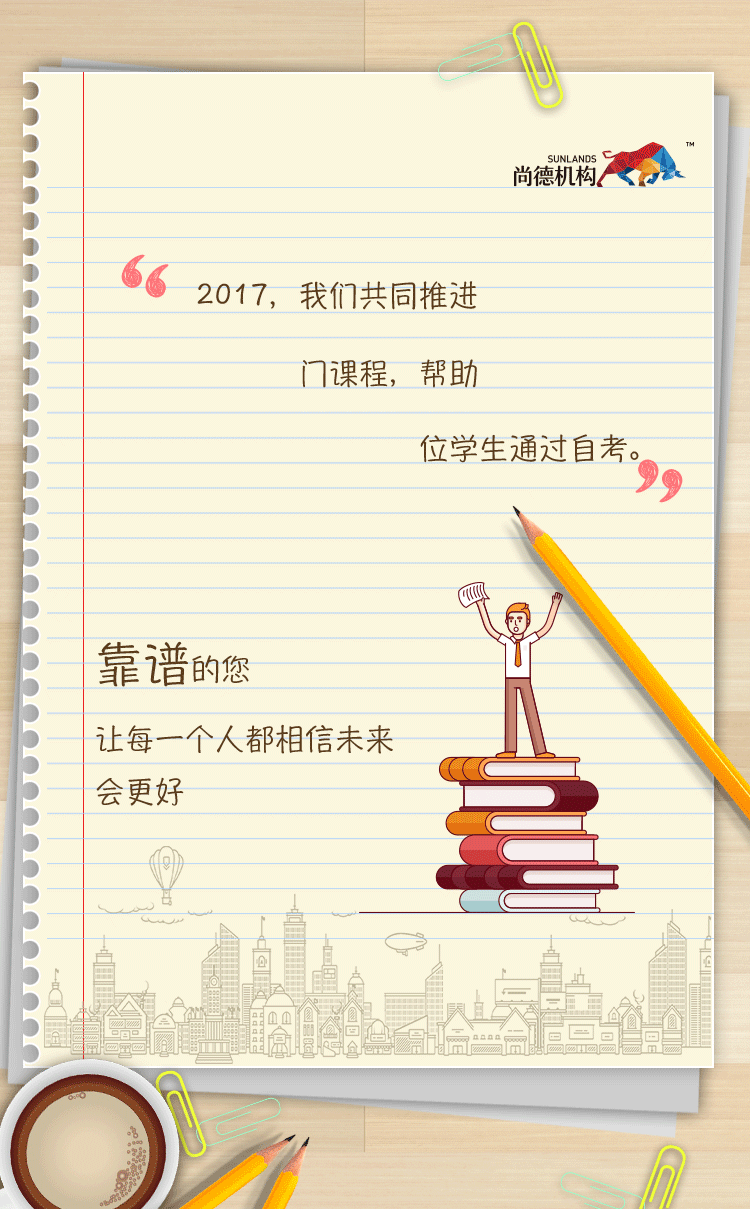 SUNLANDS
尚德机构
TM
“
2017，我们共同推进
门课程，帮助
位学生通过自考。
”
靠谱的您
让每一个人都相信未来
会更好